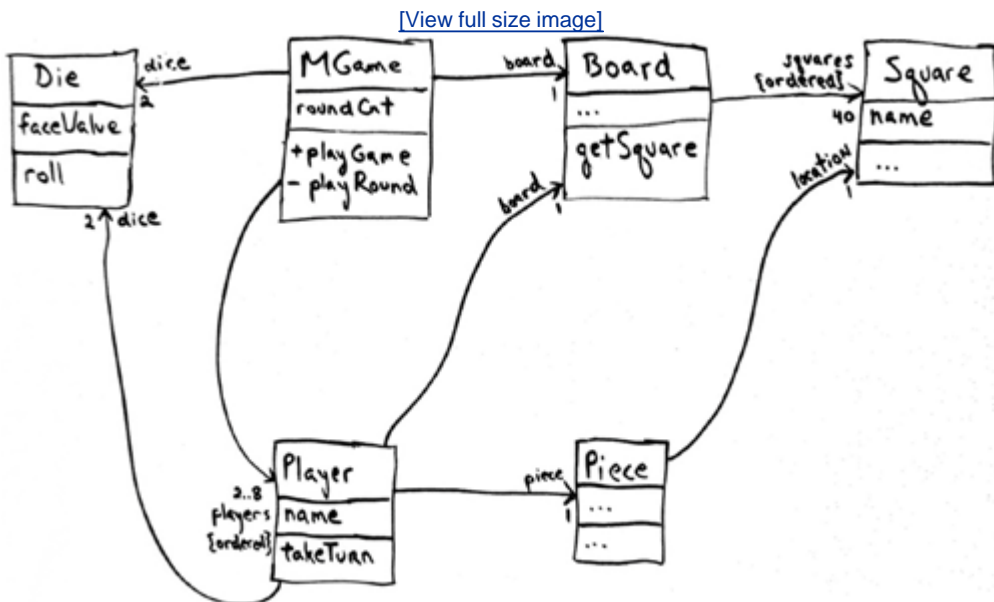 [View full size image]
Die
faceValue
roll
dice
2
2 dice
MGame
roundCnt
+ playGame
- playRound
board
1
Board
...
getSquare
board
1
squares
{ordered}
40
Square
name
...
location
1
Player
name
takeTurn
2..8
players
{ordered}
piece
1
Piece
...
...